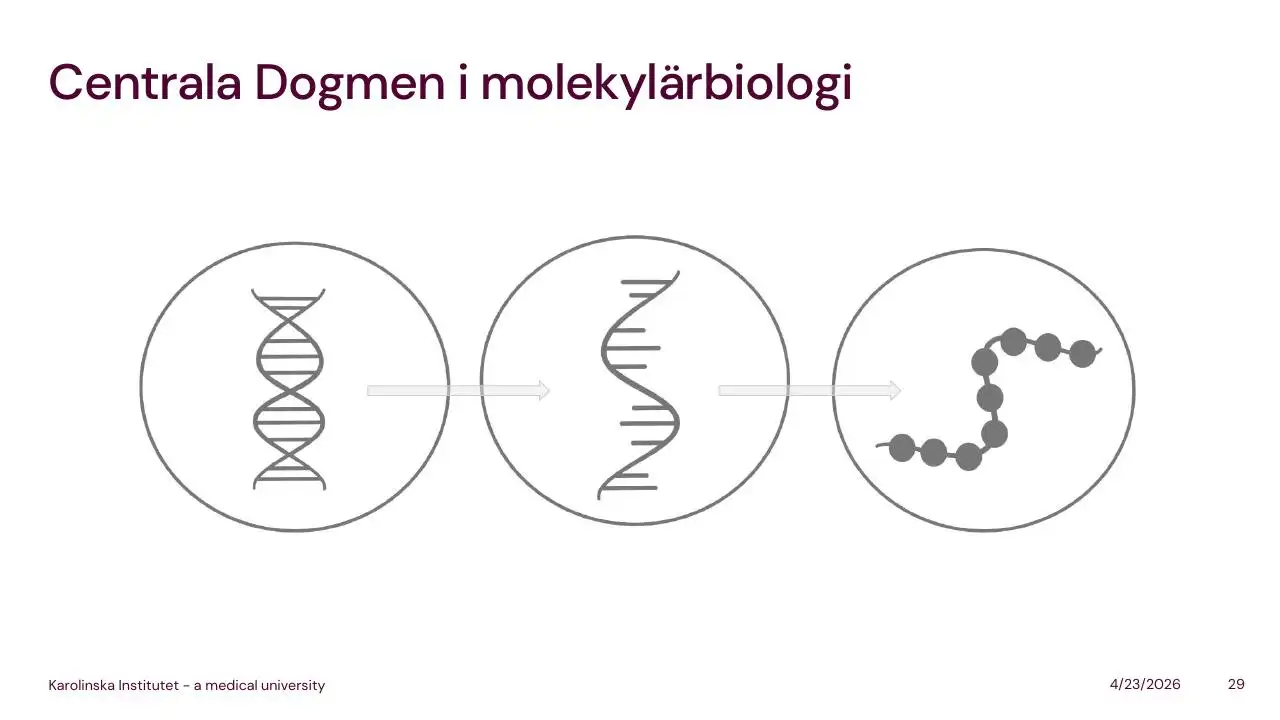 Centrala Dogmen i molekylärbiologi
Karolinska Institutet - a medical university
4/23/2026
29